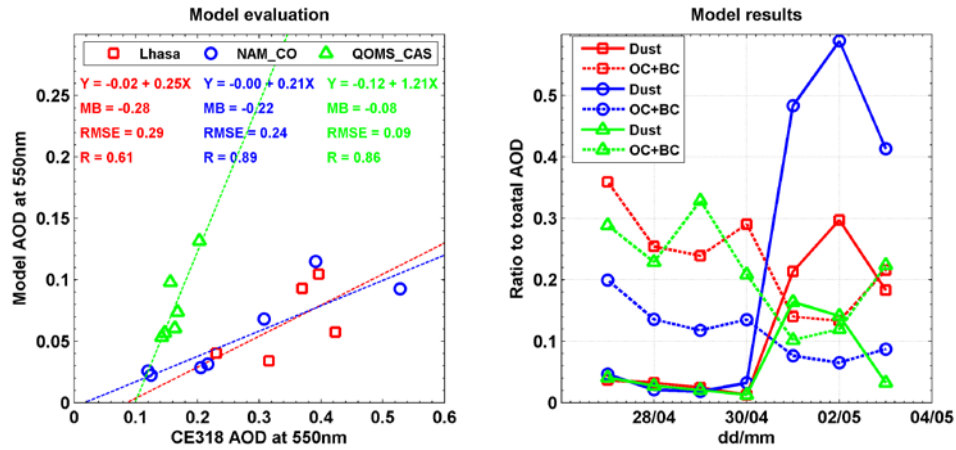 Model evaluation
Lhasa NAM_CO QOMS_CAS
Y = -0.02 + 0.25X Y = -0.00 + 0.21X Y = -0.12 + 1.21X
MB = -0.28 MB = -0.22 MB = -0.08
RMSE = 0.29 RMSE = 0.24 RMSE = 0.09
R = 0.61 R = 0.89 R = 0.86
0.25
0.2
0.15
0.1
0.05
0
Model AOD at 550nm
0 0.1 0.2 0.3 0.4 0.5 0.6
CE318 AOD at 550nm
Model results
Dust
OC+BC
Dust
OC+BC
Dust
OC+BC
0.5
0.4
0.3
0.2
0.1
0
Ratio to toatal AOD
28/04 30/04 02/05 04/05
dd/mm